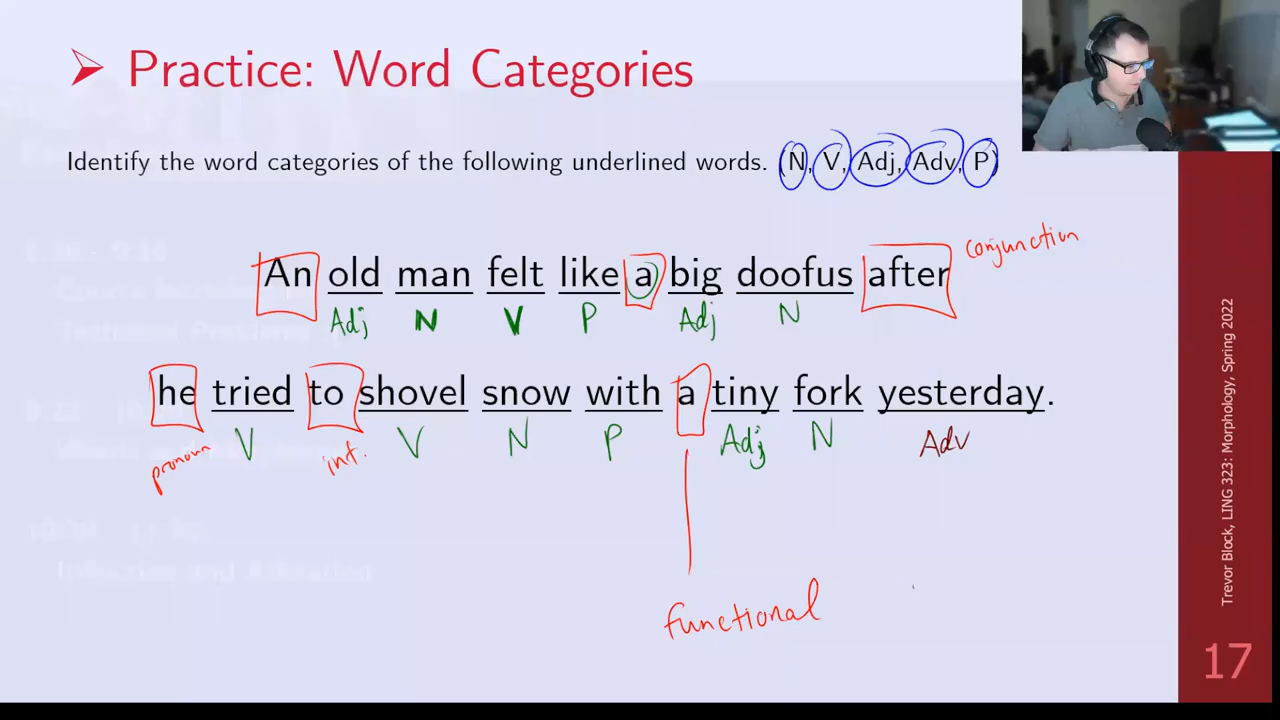 Practice: Word Categories
Identify the word categories of the following underlined words. (N, V, Adj, Adv, P)
conjunction
An old man felt like a big doofus after
Adj N V P Adj N
he tried to shovel snow with a tiny fork yesterday.
pronoun V inf. V N P Adj N Adv
functional
Trevor Block, LING 323: Morphology, Spring 2022
17